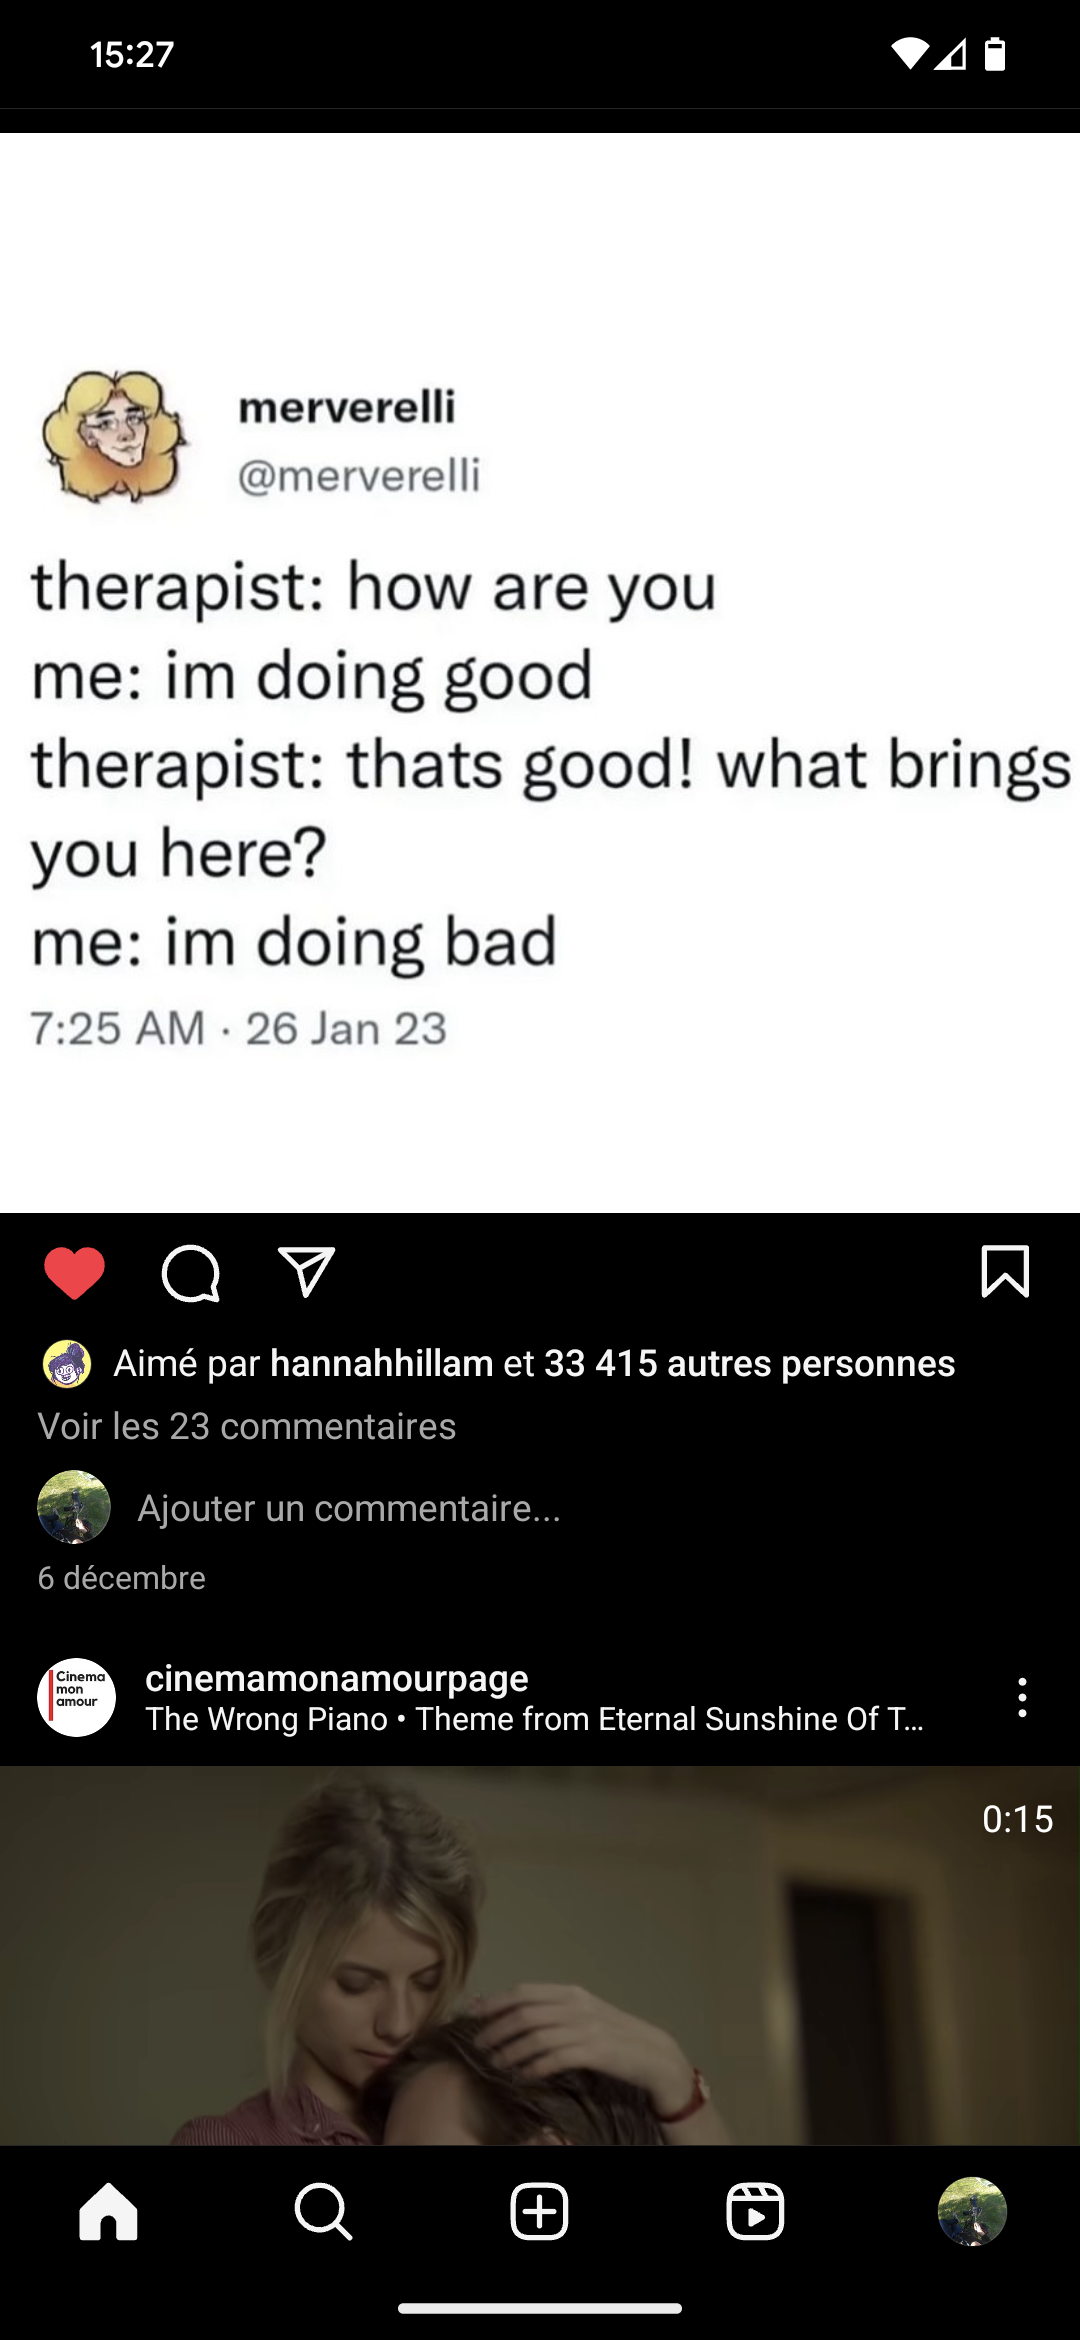 15:27
merverelli
@merverelli
therapist: how are you
me: im doing good
therapist: thats good! what brings
you here?
me: im doing bad
7:25 AM · 26 Jan 23
Aimé par hannahhillam et 33 415 autres personnes
Voir les 23 commentaires
Ajouter un commentaire...
6 décembre
Cinema
mon
amour
cinemamonamourpage
The Wrong Piano • Theme from Eternal Sunshine Of T...
0:15